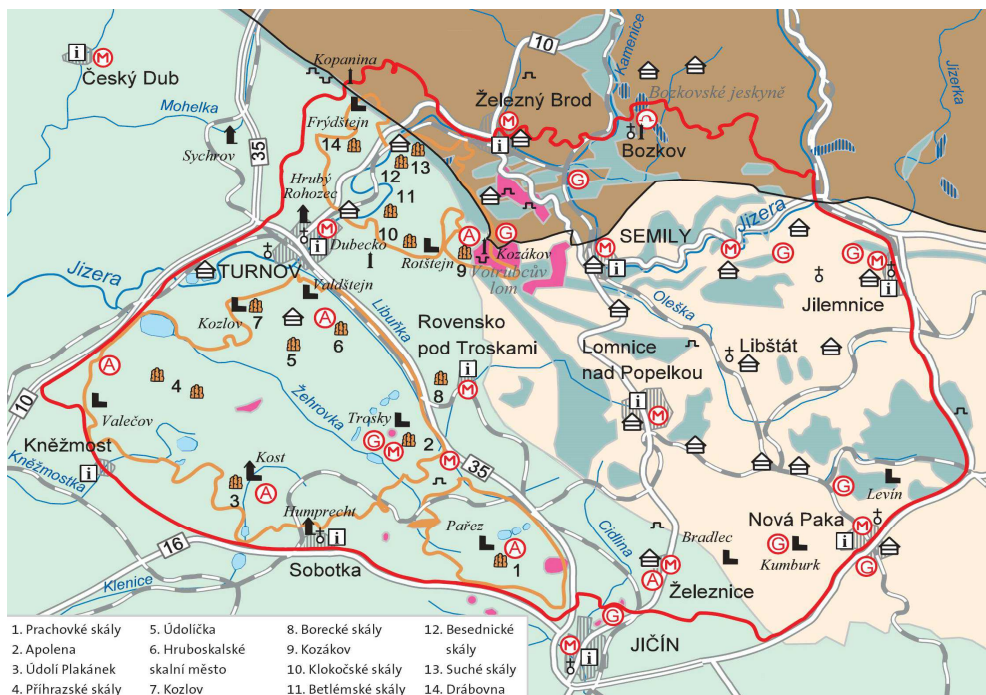 10
Kopanina
Kamenice
i
M
Český Dub
Bozkovské jeskyně
Jizerka
Mohelka
Frýdštejn
Železný Brod
M
35
14
13
i
Bozkov
Sychrov
12
Hrubý
Rohozec
11
G
M
10
A
G
Jizera
i
Dubecko
Rotštejn
9
Kozákov
M
SEMILY
M
G
G
M
Votrubcův
lom
i
TURNOV
Valdštejn
Jizera
Jilemnice
i
Kozlov
7
A
6
Libuňka
Oleška
5
Rovensko
pod Troskami
Lomnice
nad Popelkou
Libštát
A
i
10
4
8
M
i
M
Valečov
Žehrovka
Trosky
G
M
2
Kněžmost
i
M
35
Kněžmostka
Kost
3
A
G
Levín
Humprecht
Pařez
Cidlina
Nová Paka
M
16
i
A
1
Bradlec
G
Kumburk
i
Klenice
Sobotka
M
A
Železnice
G
G
M
i
JIČÍN
1. Prachovké skály
2. Apolena
3. Údolí Plakánek
4. Příhrazské skály
5. Údolíčka
6. Hruboskalské
skalní město
7. Kozlov
8. Borecké skály
9. Kozákov
10. Klokočské skály
11. Betlémské skály
12. Besednické
skály
13. Suché skály
14. Drábovna